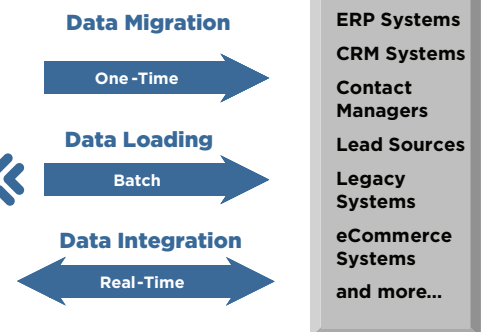 Data Migration
One-Time
Data Loading
Batch
Data Integration
Real-Time
ERP Systems
CRM Systems
Contact
Managers
Lead Sources
Legacy
Systems
eCommerce
Systems
and more...